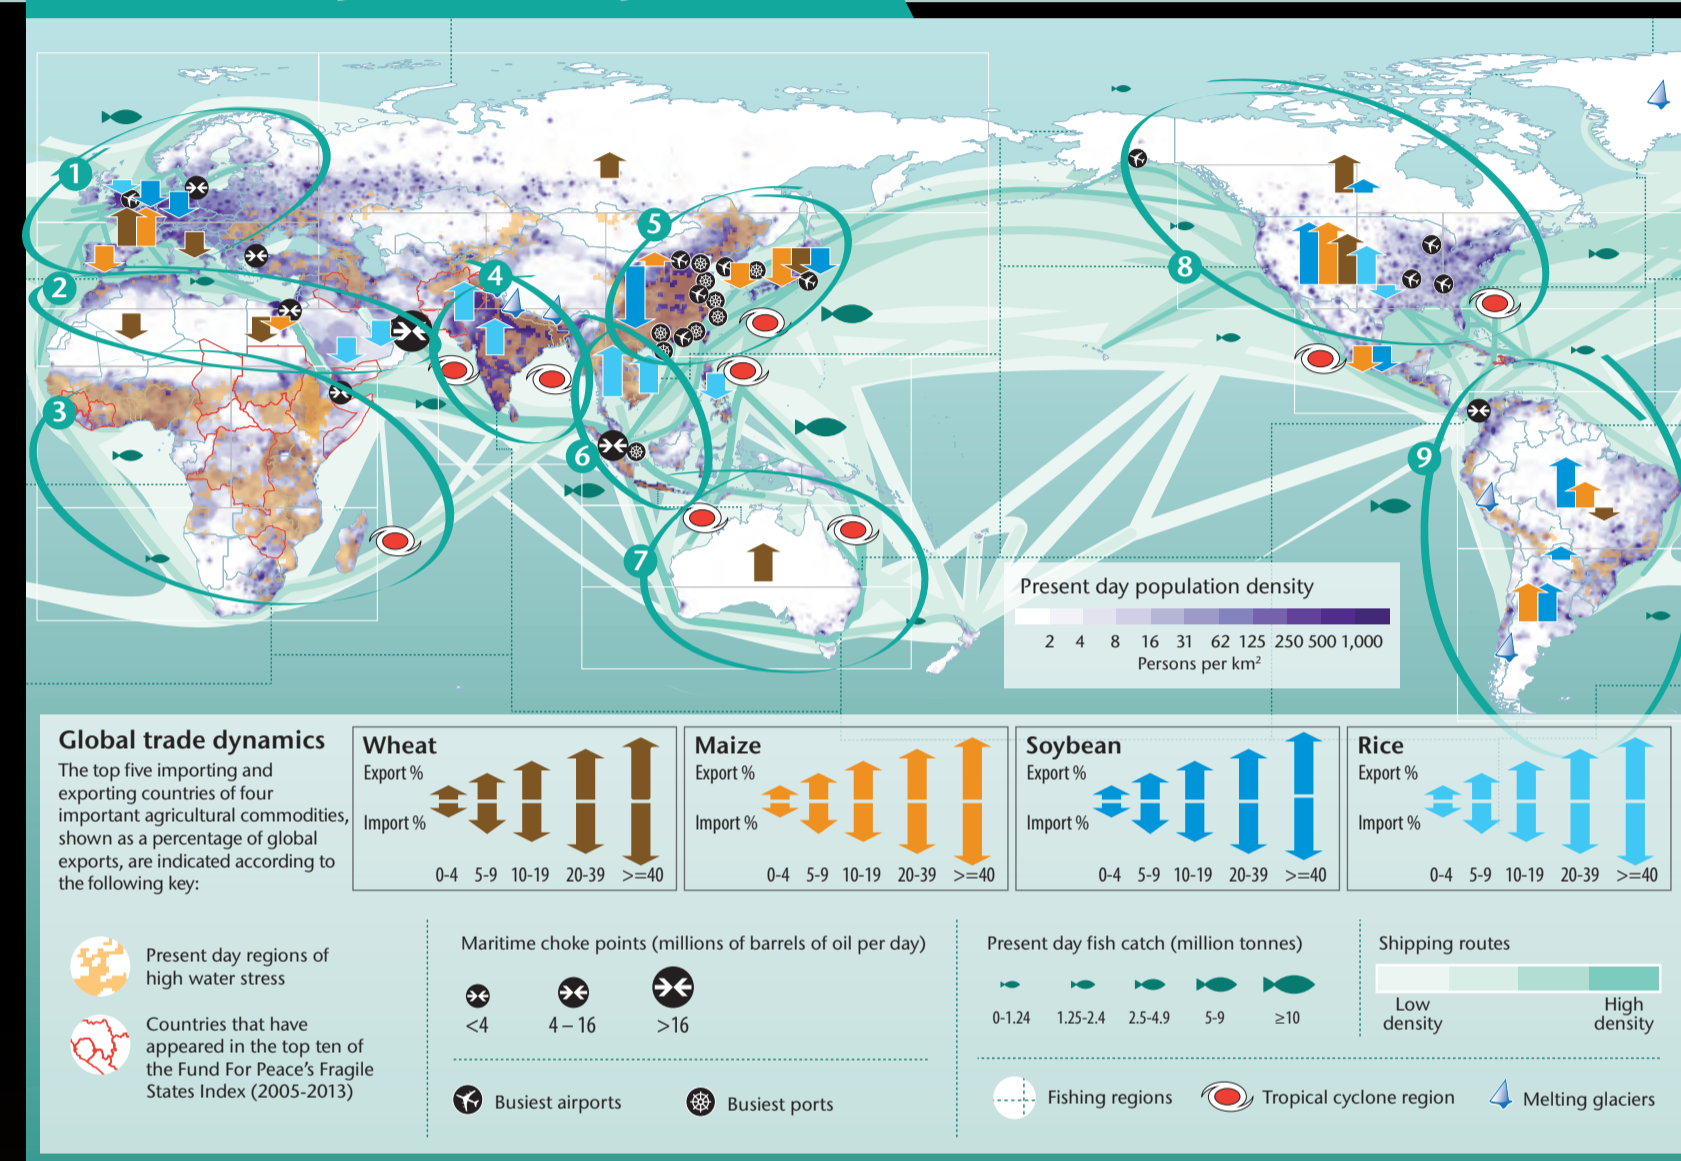 1
2
3
4
5
6
7
8
9
Present day population density
2 4 8 16 31 62 125 250 500 1,000
Persons per km²
Global trade dynamics
The top five importing and
exporting countries of four
important agricultural commodities,
shown as a percentage of global
exports, are indicated according to
the following key:
Wheat
Export %
Import %
0-4 5-9 10-19 20-39 >=40
Maize
Export %
Import %
0-4 5-9 10-19 20-39 >=40
Soybean
Export %
Import %
0-4 5-9 10-19 20-39 >=40
Rice
Export %
Import %
0-4 5-9 10-19 20-39 >=40
Present day regions of
high water stress
Countries that have
appeared in the top ten of
the Fund For Peace’s Fragile
States Index (2005-2013)
Maritime choke points (millions of barrels of oil per day)
<4 4 – 16 >16
Busiest airports
Busiest ports
Present day fish catch (million tonnes)
0-1.24 1.25-2.4 2.5-4.9 5-9 ≥10
Shipping routes
Low
density
High
density
Fishing regions
Tropical cyclone region
Melting glaciers